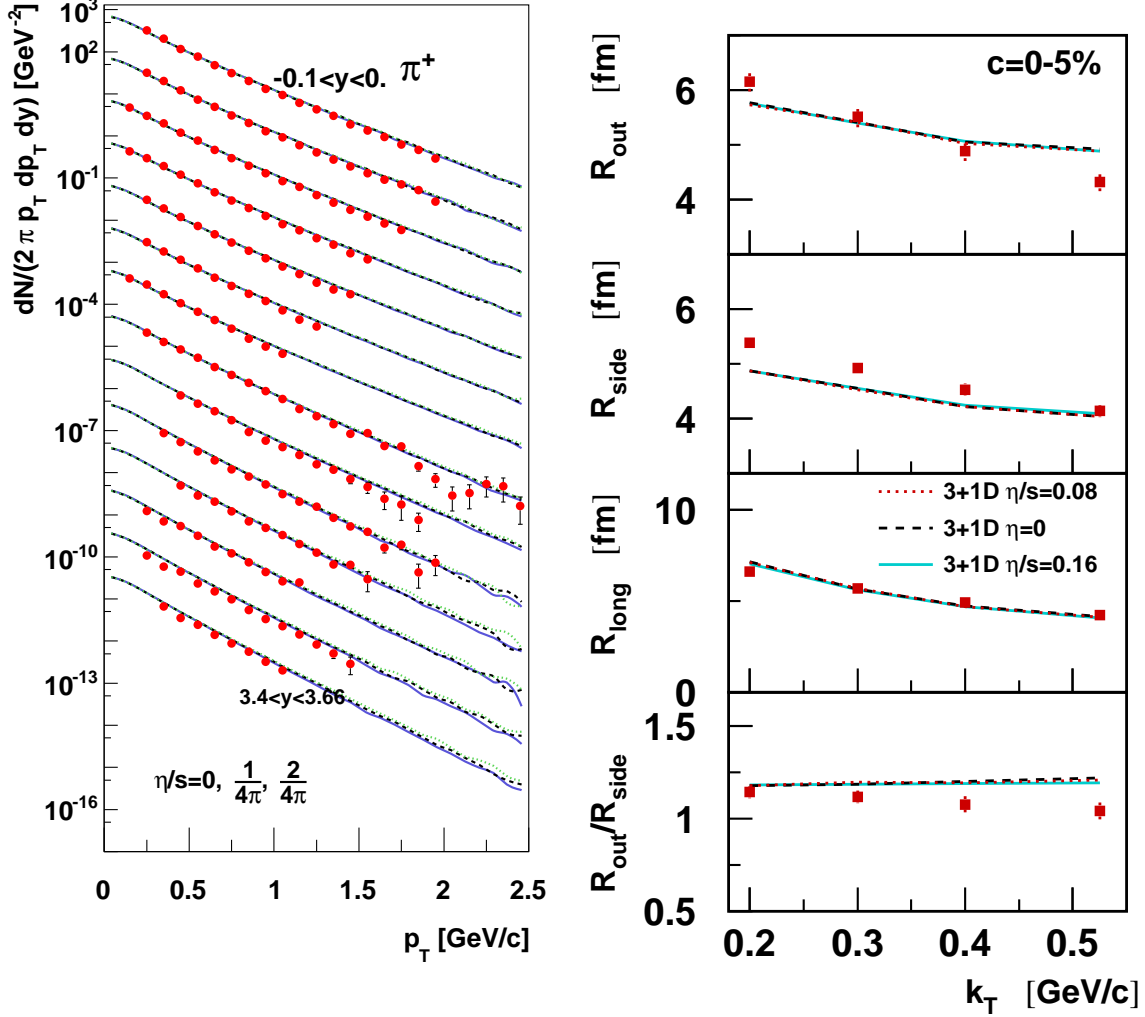 dN/(2 π p_T dp_T dy) [GeV⁻²]
10³
10²
10⁻¹
10⁻⁴
10⁻⁷
10⁻¹⁰
10⁻¹³
10⁻¹⁶
-0.1<y<0. π⁺
3.4<y<3.66
η/s=0, 1/4π, 2/4π
0 0.5 1 1.5 2 2.5
p_T [GeV/c]
c=0-5%
R_out [fm]
6
4
R_side [fm]
6
4
R_long [fm]
10
0
3+1D η/s=0.08
3+1D η=0
3+1D η/s=0.16
R_out/R_side
1.5
1
0.5
0.2 0.3 0.4 0.5
k_T [GeV/c]